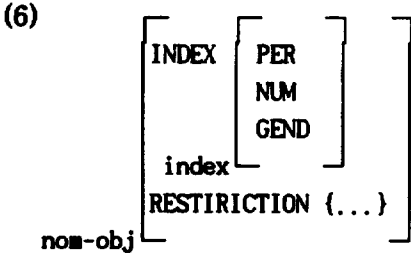 (6)
INDEX PER
NUM
GEND
index
RESTIRICTION {...}
nom-obj